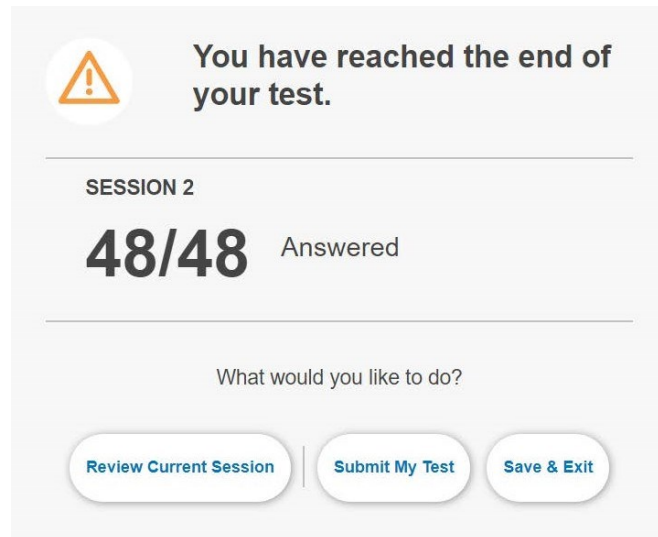 You have reached the end of
your test.
SESSION 2
48/48 Answered
What would you like to do?
Review Current Session
Submit My Test
Save & Exit